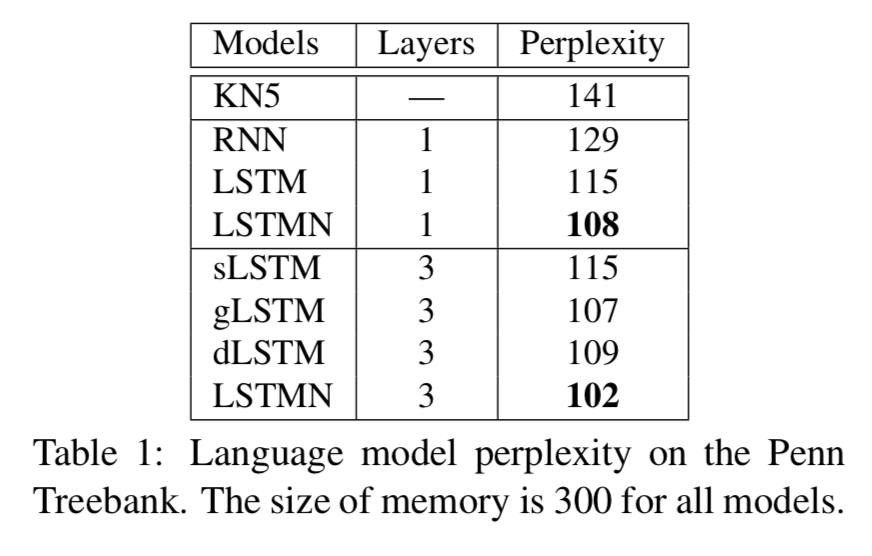 Models Layers Perplexity
KN5 — 141
RNN 1 129
LSTM 1 115
LSTMN 1 108
sLSTM 3 115
gLSTM 3 107
dLSTM 3 109
LSTMN 3 102
Table 1: Language model perplexity on the Penn
Treebank. The size of memory is 300 for all models.